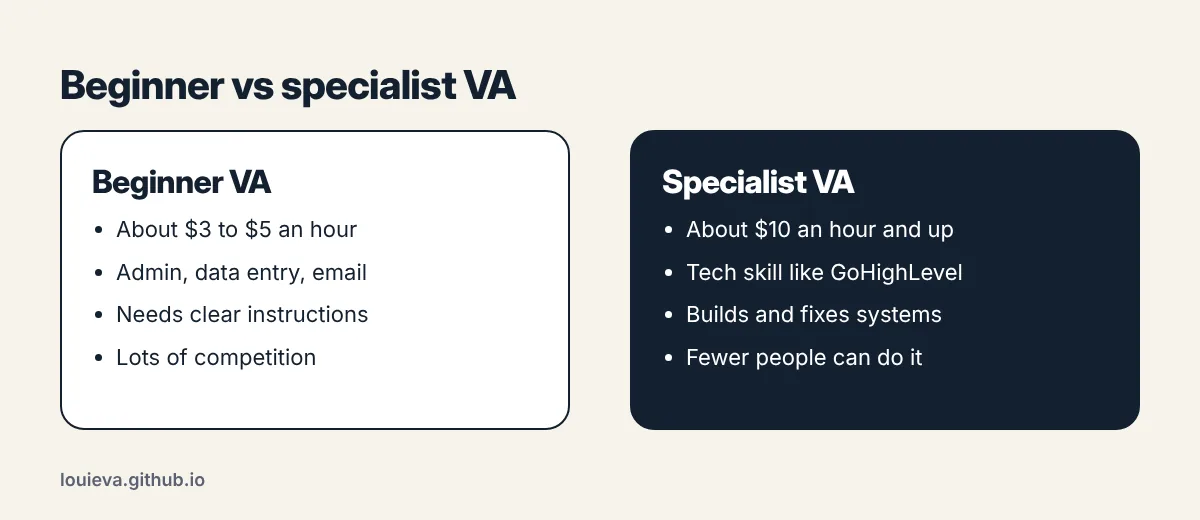 Beginner vs specialist VA
Beginner VA
• About $3 to $5 an hour
• Admin, data entry, email
• Needs clear instructions
• Lots of competition
Specialist VA
• About $10 an hour and up
• Tech skill like GoHighLevel
• Builds and fixes systems
• Fewer people can do it
louieva.github.io